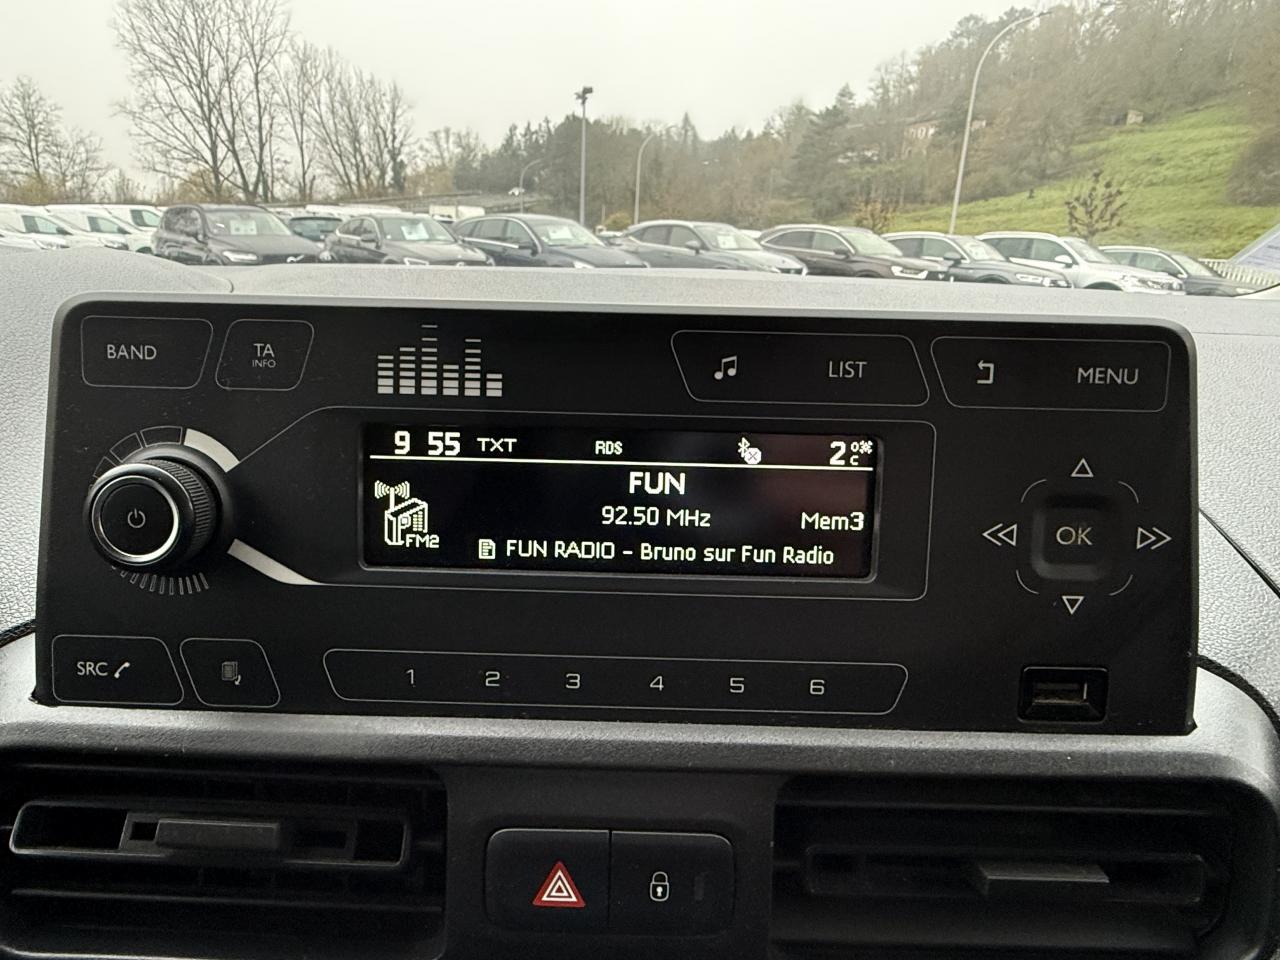 BAND
TA
INFO
LIST
MENU
9 55 TXT RDS 2°C
FUN
92.50 MHz Mem3
FM2
FUN RADIO - Bruno sur Fun Radio
OK
SRC
1 2 3 4 5 6